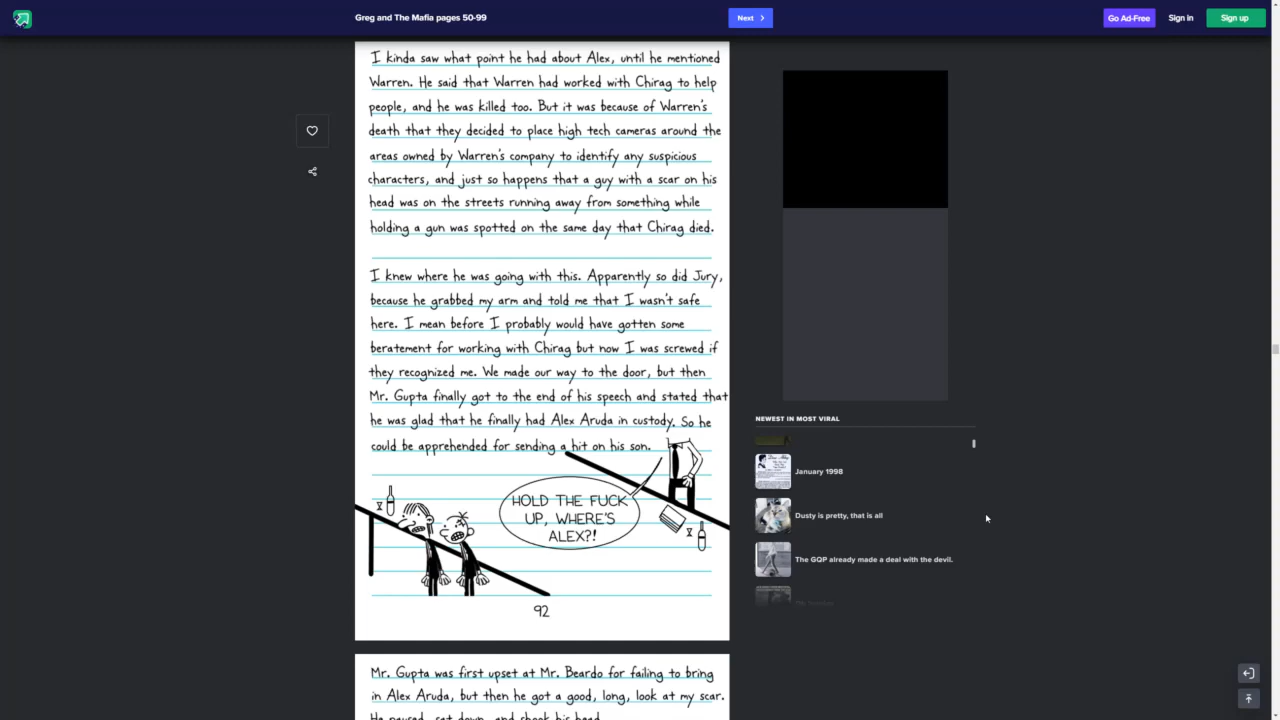 Greg and The Mafia pages 50-99
Next
Go Ad-Free
Sign in
Sign up
I kinda saw what point he had about Alex, until he mentioned
Warren. He said that Warren had worked with Chirag to help
people, and he was killed too. But it was because of Warren's
death that they decided to place high tech cameras around the
areas owned by Warren's company to identify any suspicious
characters, and just so happens that a guy with a scar on his
head was on the streets running away from something while
holding a gun was spotted on the same day that Chirag died.
I knew where he was going with this. Apparently so did Jury,
because he grabbed my arm and told me that I wasn't safe
here. I mean before I probably would have gotten some
beratement for working with Chirag but now I was screwed if
they recognized me. We made our way to the door, but then
Mr. Gupta finally got to the end of his speech and stated that
he was glad that he finally had Alex Aruda in custody. So he
could be apprehended for sending a hit on his son.
HOLD THE FUCK
UP, WHERE'S
ALEX?!
92
Mr. Gupta was first upset at Mr. Beardo for failing to bring
in Alex Aruda, but then he got a good, long, look at my scar.
He paused, sat down, and shook his head.
NEWEST IN MOST VIRAL
January 1998
Dusty is pretty, that is all
The GQP already made a deal with the devil.